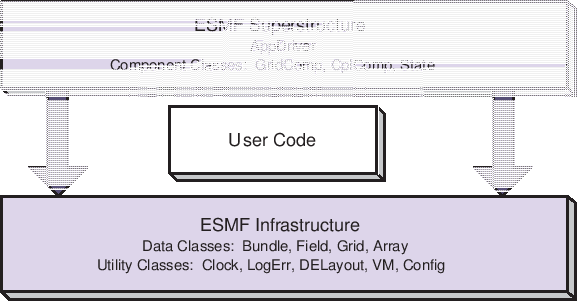 ESMF Superstructure
AppDriver
Component Classes: GridComp, CplComp, State
User Code
ESMF Infrastructure
Data Classes: Bundle, Field, Grid, Array
Utility Classes: Clock, LogErr, DELayout, VM, Config